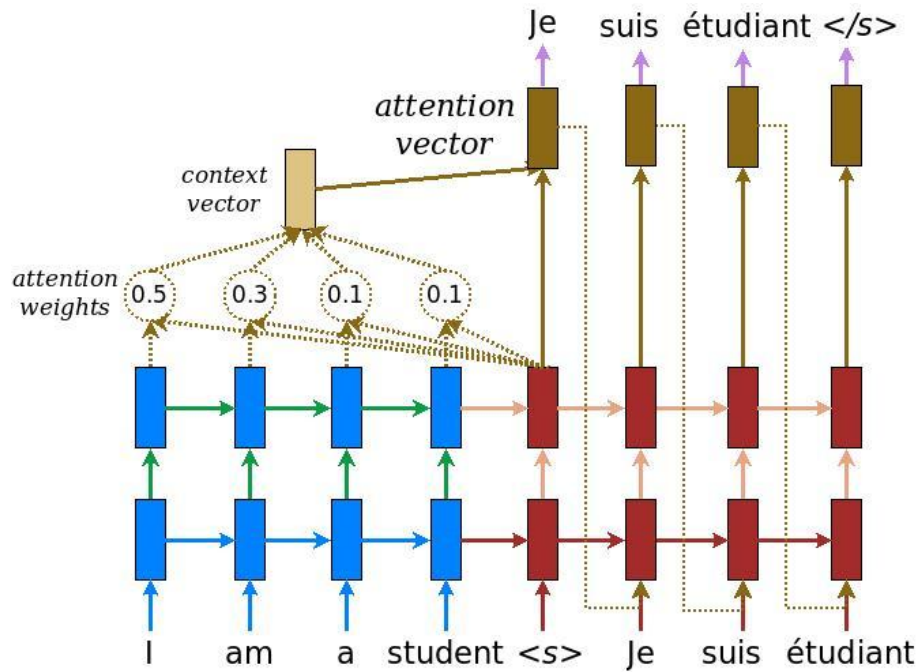 Je suis étudiant </s>
attention
vector
context
vector
attention
weights
0.5 0.3 0.1 0.1
I am a student <s> Je suis étudiant